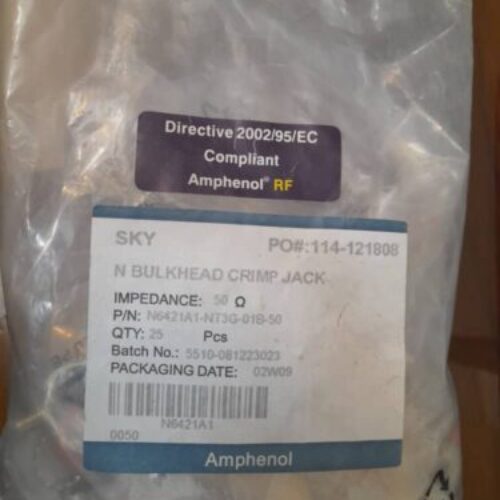 Directive 2002/95/EC
Compliant
Amphenol® RF
SKY PO#:114-121808
N BULKHEAD CRIMP JACK
IMPEDANCE: 50 Ω
P/N: N6421A1-NT3G-01B-50
QTY: 25 Pcs
Batch No.: 5510-081223023
PACKAGING DATE: 02W09
N6421A1
0050
Amphenol